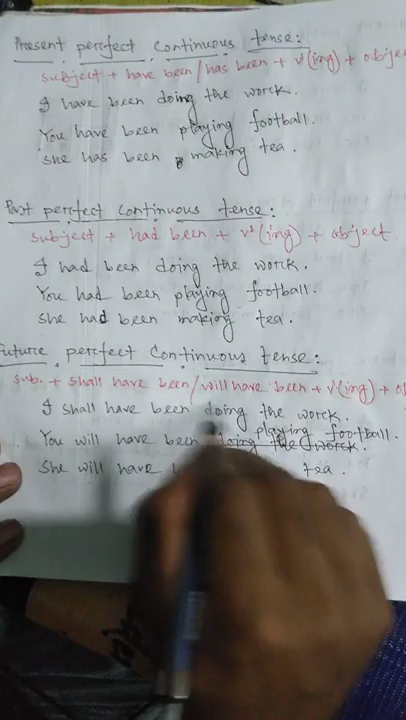 Present perfect continuous tense:
subject + have been/has been + v¹(ing) + obje
I have been doing the work.
You have been playing football.
She has been making tea.
Past perfect continuous tense:
subject + had been + v¹(ing) + object
I had been doing the work.
You had been playing football.
She had been making tea.
Future perfect continuous tense:
sub. + shall have been/will have been + v¹(ing) +
I shall have been doing the work.
You will have been playing football.
She will have tea.